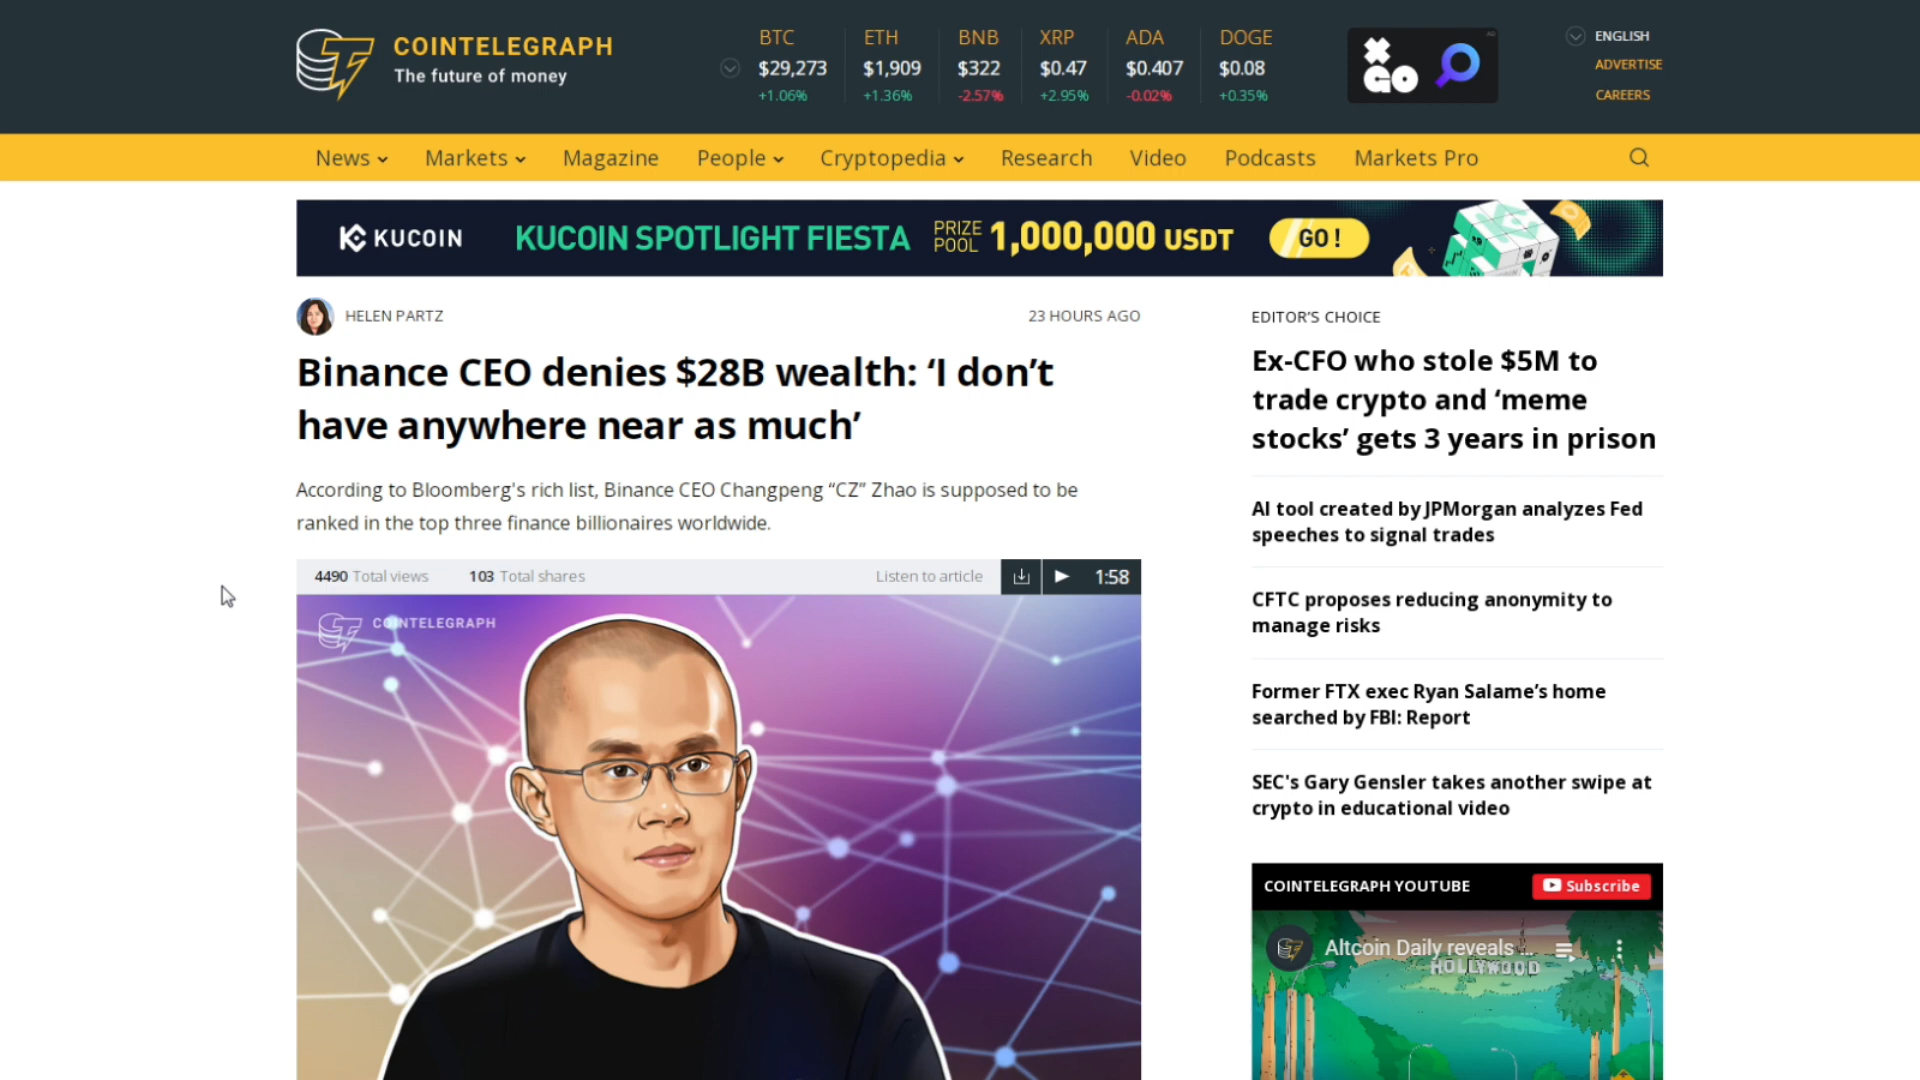 COINTELEGRAPH
The future of money
BTC
$29,273
+1.06%
ETH
$1,909
+1.36%
BNB
$322
-2.57%
XRP
$0.47
+2.95%
ADA
$0.407
-0.02%
DOGE
$0.08
+0.35%
XGO
AD
ENGLISH
ADVERTISE
CAREERS
News
Markets
Magazine
People
Cryptopedia
Research
Video
Podcasts
Markets Pro
KUCOIN
KUCOIN SPOTLIGHT FIESTA
PRIZE
POOL
1,000,000 USDT
GO !
HELEN PARTZ
23 HOURS AGO
Binance CEO denies $28B wealth: ‘I don’t
have anywhere near as much’
According to Bloomberg's rich list, Binance CEO Changpeng “CZ” Zhao is supposed to be
ranked in the top three finance billionaires worldwide.
4490 Total views
103 Total shares
Listen to article
1:58
COINTELEGRAPH
EDITOR’S CHOICE
Ex-CFO who stole $5M to
trade crypto and ‘meme
stocks’ gets 3 years in prison
AI tool created by JPMorgan analyzes Fed
speeches to signal trades
CFTC proposes reducing anonymity to
manage risks
Former FTX exec Ryan Salame’s home
searched by FBI: Report
SEC's Gary Gensler takes another swipe at
crypto in educational video
COINTELEGRAPH YOUTUBE
Subscribe
Altcoin Daily reveals ...
HOLLYWOOD